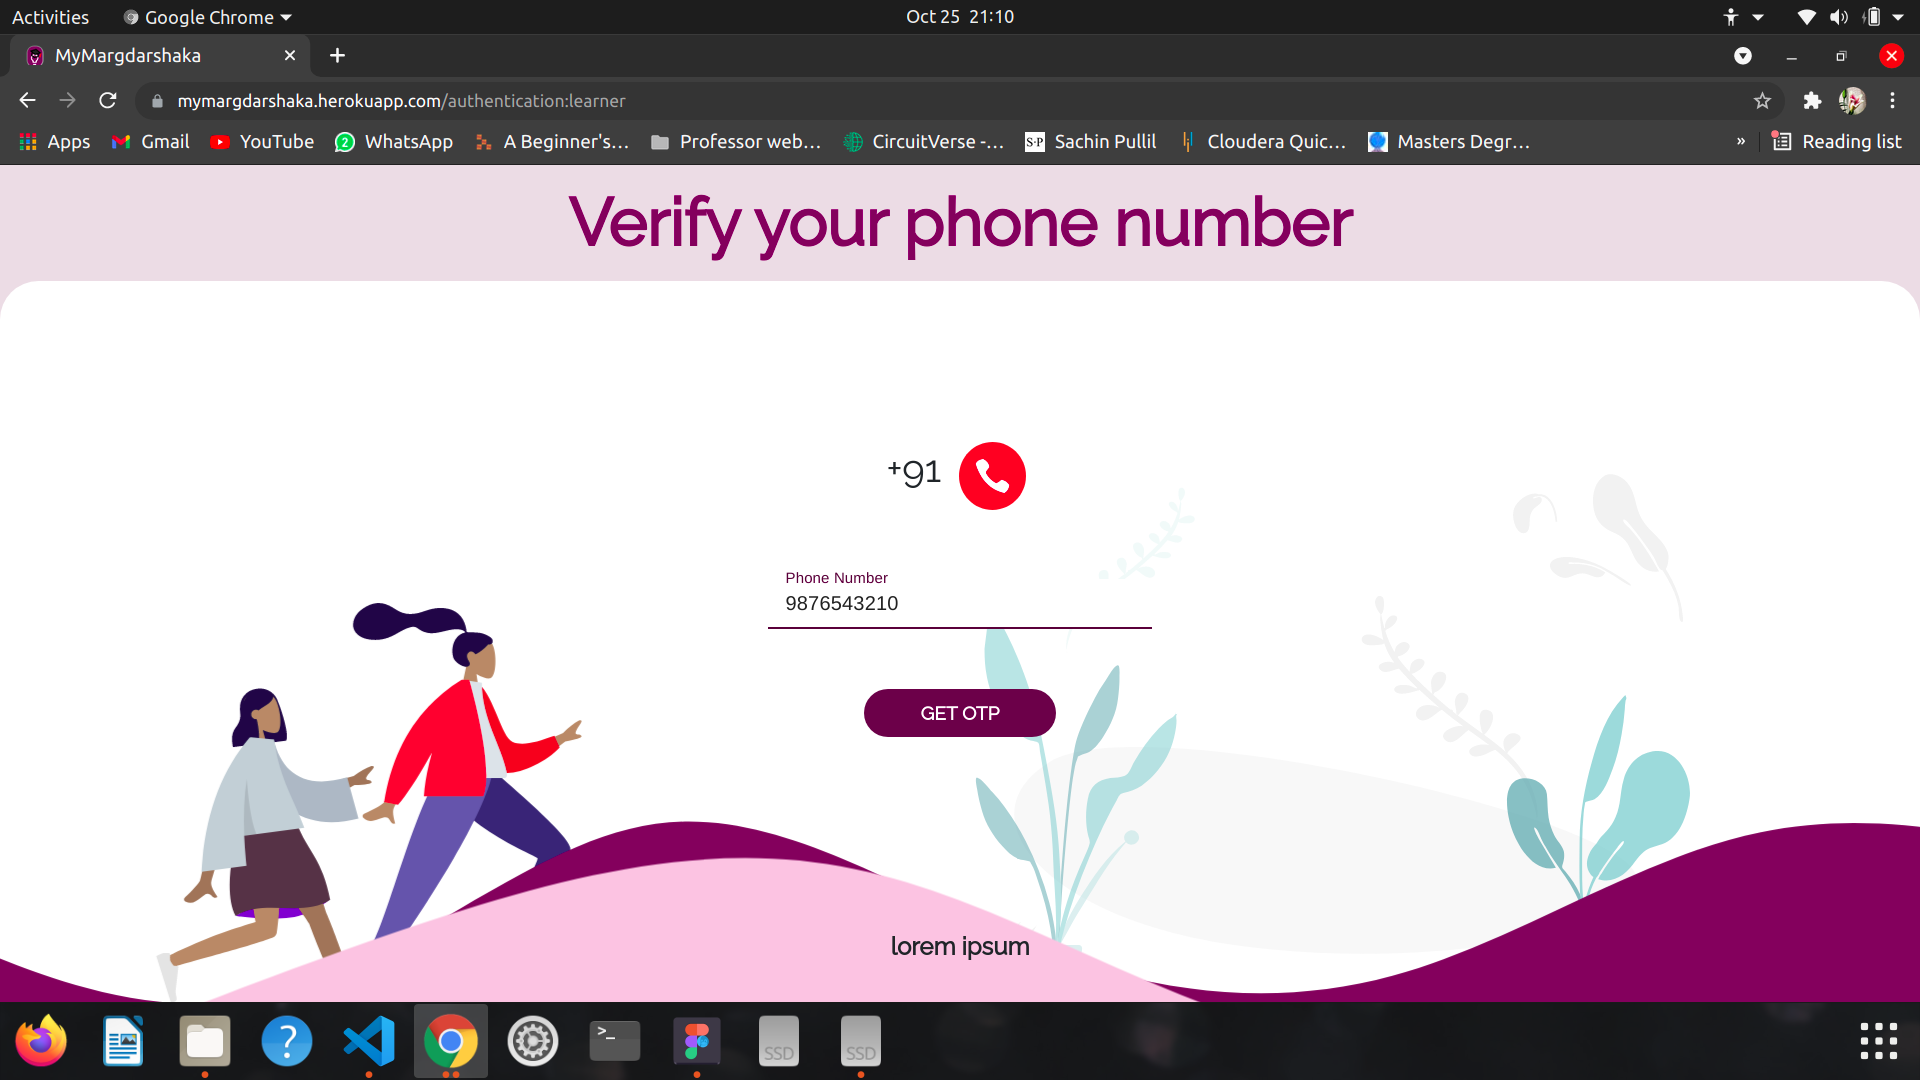 Activities
Google Chrome
Oct 25 21:10
MyMargdarshaka
mymargdarshaka.herokuapp.com/authentication:learner
Apps
Gmail
YouTube
2
WhatsApp
A Beginner's...
Professor web...
CircuitVerse -...
S·P
Sachin Pullil
Cloudera Quic...
Masters Degr...
»
Reading list
Verify your phone number
+91
Phone Number
9876543210
GET OTP
lorem ipsum
?
>_
SSD
SSD